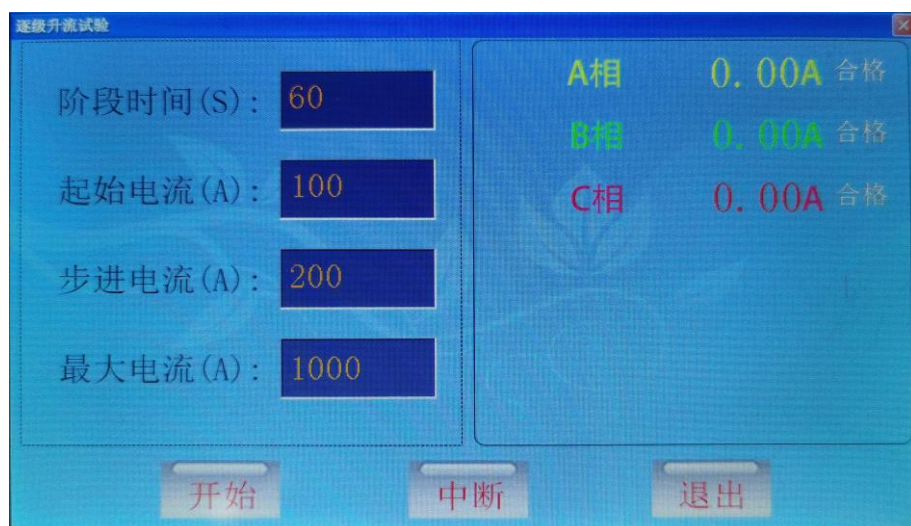 逐级升流试验
阶段时间(S): 60
起始电流(A): 100
步进电流(A): 200
最大电流(A): 1000
A相 0.00A 合格
B相 0.00A 合格
C相 0.00A 合格
开始 中断 退出